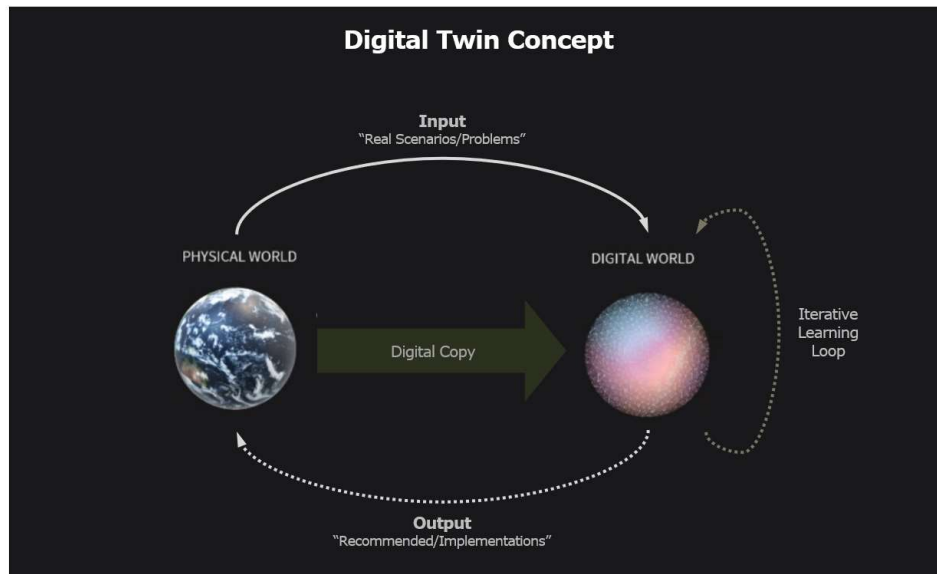 Digital Twin Concept
Input
“Real Scenarios/Problems”
PHYSICAL WORLD
DIGITAL WORLD
Digital Copy
Iterative
Learning
Loop
Output
“Recommended/Implementations”